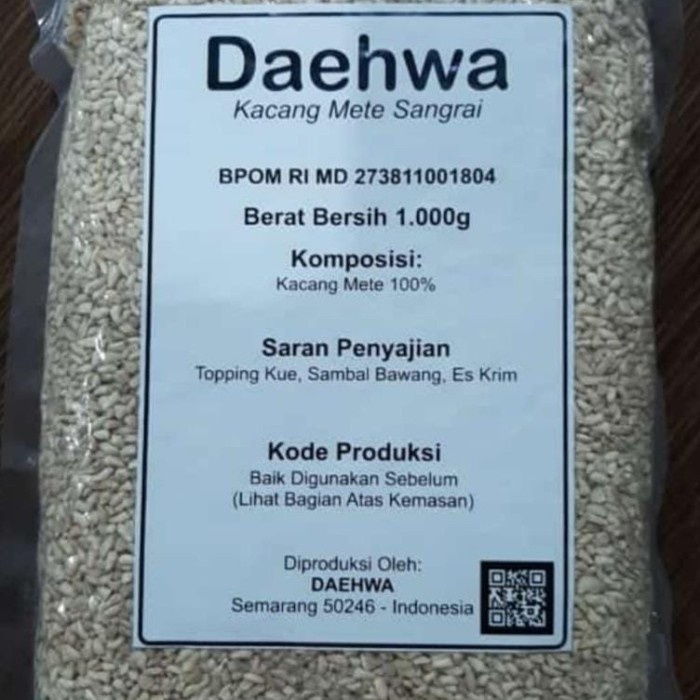 Daehwa
Kacang Mete Sangrai
BPOM RI MD 273811001804
Berat Bersih 1.000g
Komposisi:
Kacang Mete 100%
Saran Penyajian
Topping Kue, Sambal Bawang, Es Krim
Kode Produksi
Baik Digunakan Sebelum
(Lihat Bagian Atas Kemasan)
Diproduksi Oleh:
DAEHWA
Semarang 50246 - Indonesia